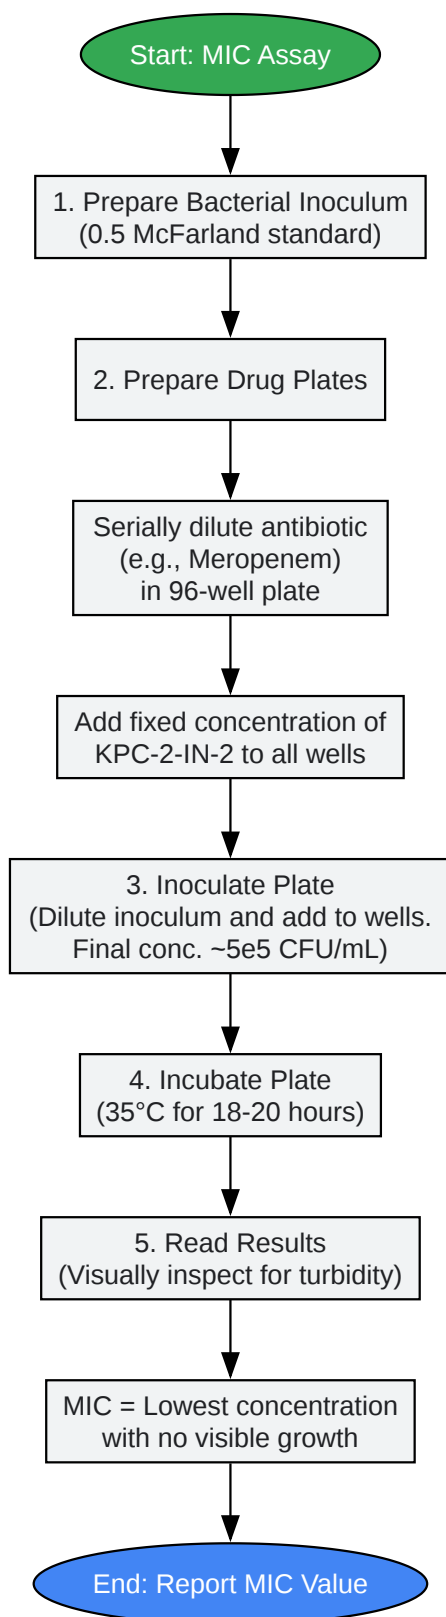 Start: MIC Assay
1. Prepare Bacterial Inoculum
(0.5 McFarland standard)
2. Prepare Drug Plates
Serially dilute antibiotic
(e.g., Meropenem)
in 96-well plate
Add fixed concentration of
KPC-2-IN-2 to all wells
3. Inoculate Plate
(Dilute inoculum and add to wells.
Final conc. ~5e5 CFU/mL)
4. Incubate Plate
(35°C for 18-20 hours)
5. Read Results
(Visually inspect for turbidity)
MIC = Lowest concentration
with no visible growth
End: Report MIC Value